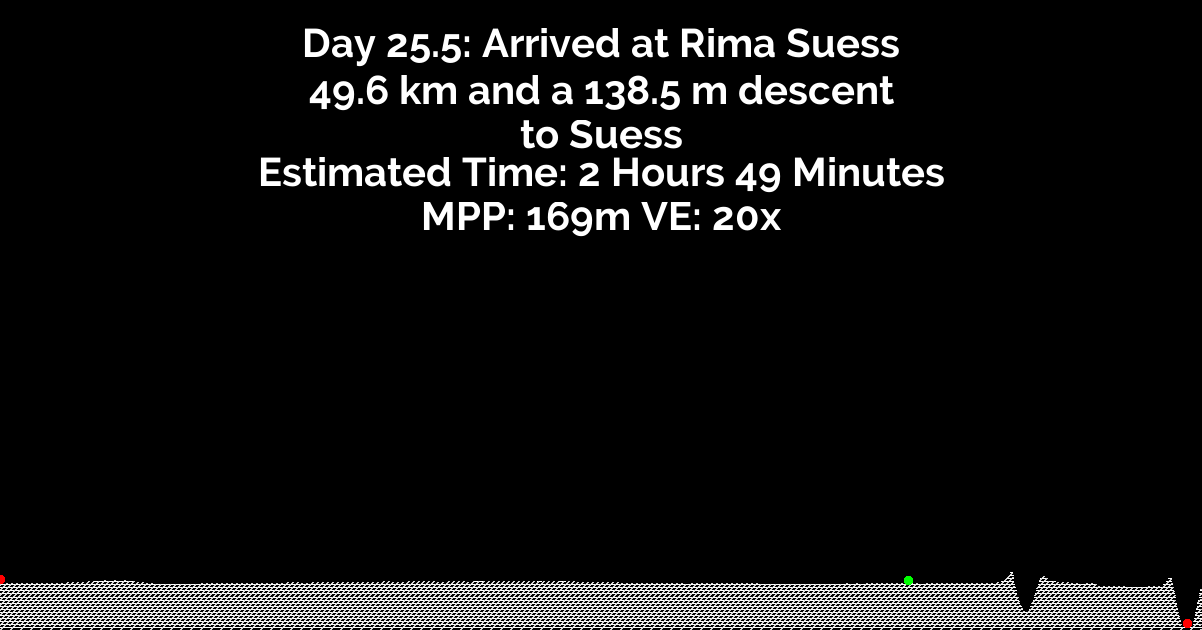 Day 25.5: Arrived at Rima Suess
49.6 km and a 138.5 m descent
to Suess
Estimated Time: 2 Hours 49 Minutes
MPP: 169m VE: 20x